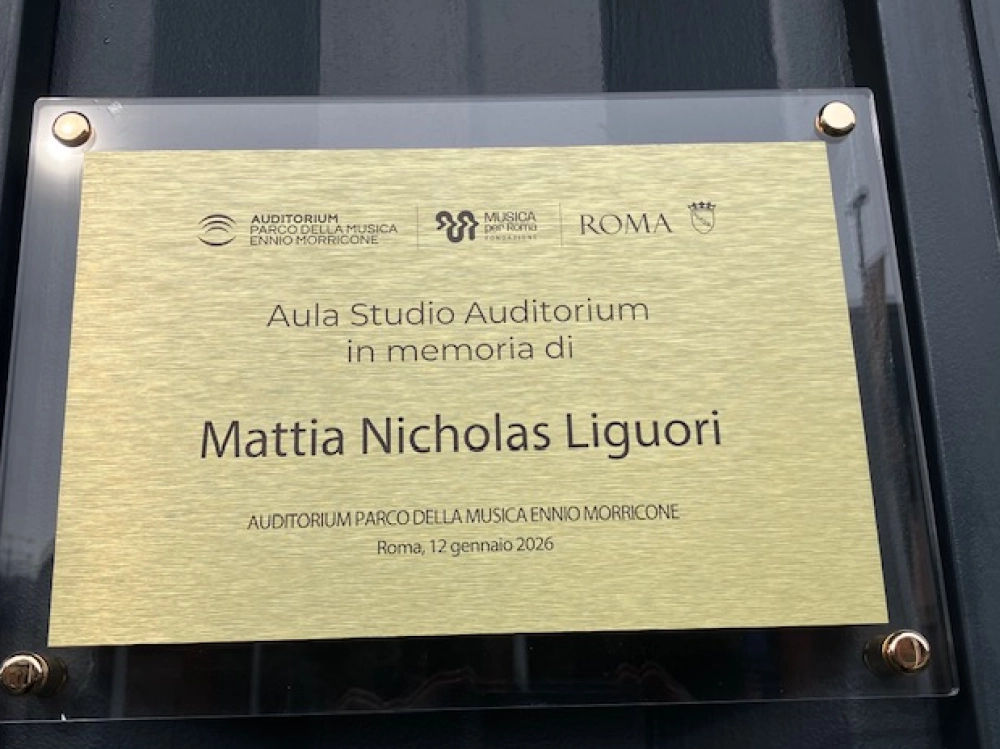 AUDITORIUM
PARCO DELLA MUSICA
ENNIO MORRICONE
MUSICA
per Roma
FONDAZIONE
ROMA
Aula Studio Auditorium
in memoria di
Mattia Nicholas Liguori
AUDITORIUM PARCO DELLA MUSICA ENNIO MORRICONE
Roma, 12 gennaio 2026